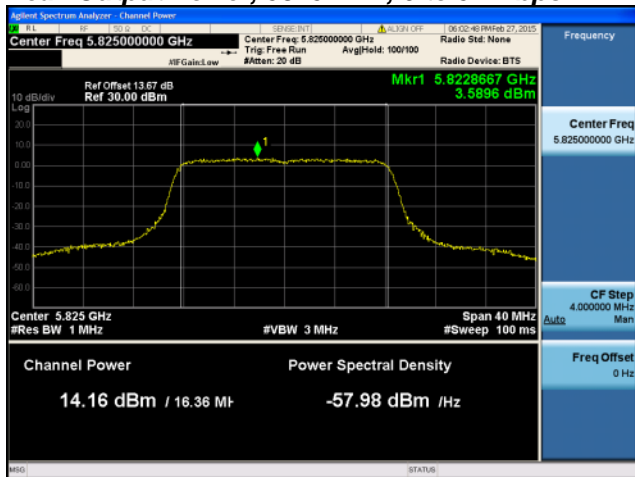 Agilent Spectrum Analyzer - Channel Power
RL RF 50 Ω DC SENSE:INT ALIGN OFF 06:02:48 PM Feb 27, 2015
Center Freq 5.825000000 GHz
Center Freq: 5.825000000 GHz
Radio Std: None
Trig: Free Run Avg|Hold: 100/100
#IFGain:Low
#Atten: 20 dB
Radio Device: BTS
Frequency
Mkr1 5.8228667 GHz
3.5896 dBm
Ref Offset 13.67 dB
10 dB/div Ref 30.00 dBm
Log
20.0
10.0
0.00
-10.0
-20.0
-30.0
-40.0
-50.0
-60.0
1
Center Freq
5.825000000 GHz
Center 5.825 GHz Span 40 MHz
#Res BW 1 MHz #VBW 3 MHz #Sweep 100 ms
CF Step
4.000000 MHz
Auto Man
Channel Power Power Spectral Density
14.16 dBm / 16.36 MH -57.98 dBm /Hz
Freq Offset
0 Hz
MSG STATUS